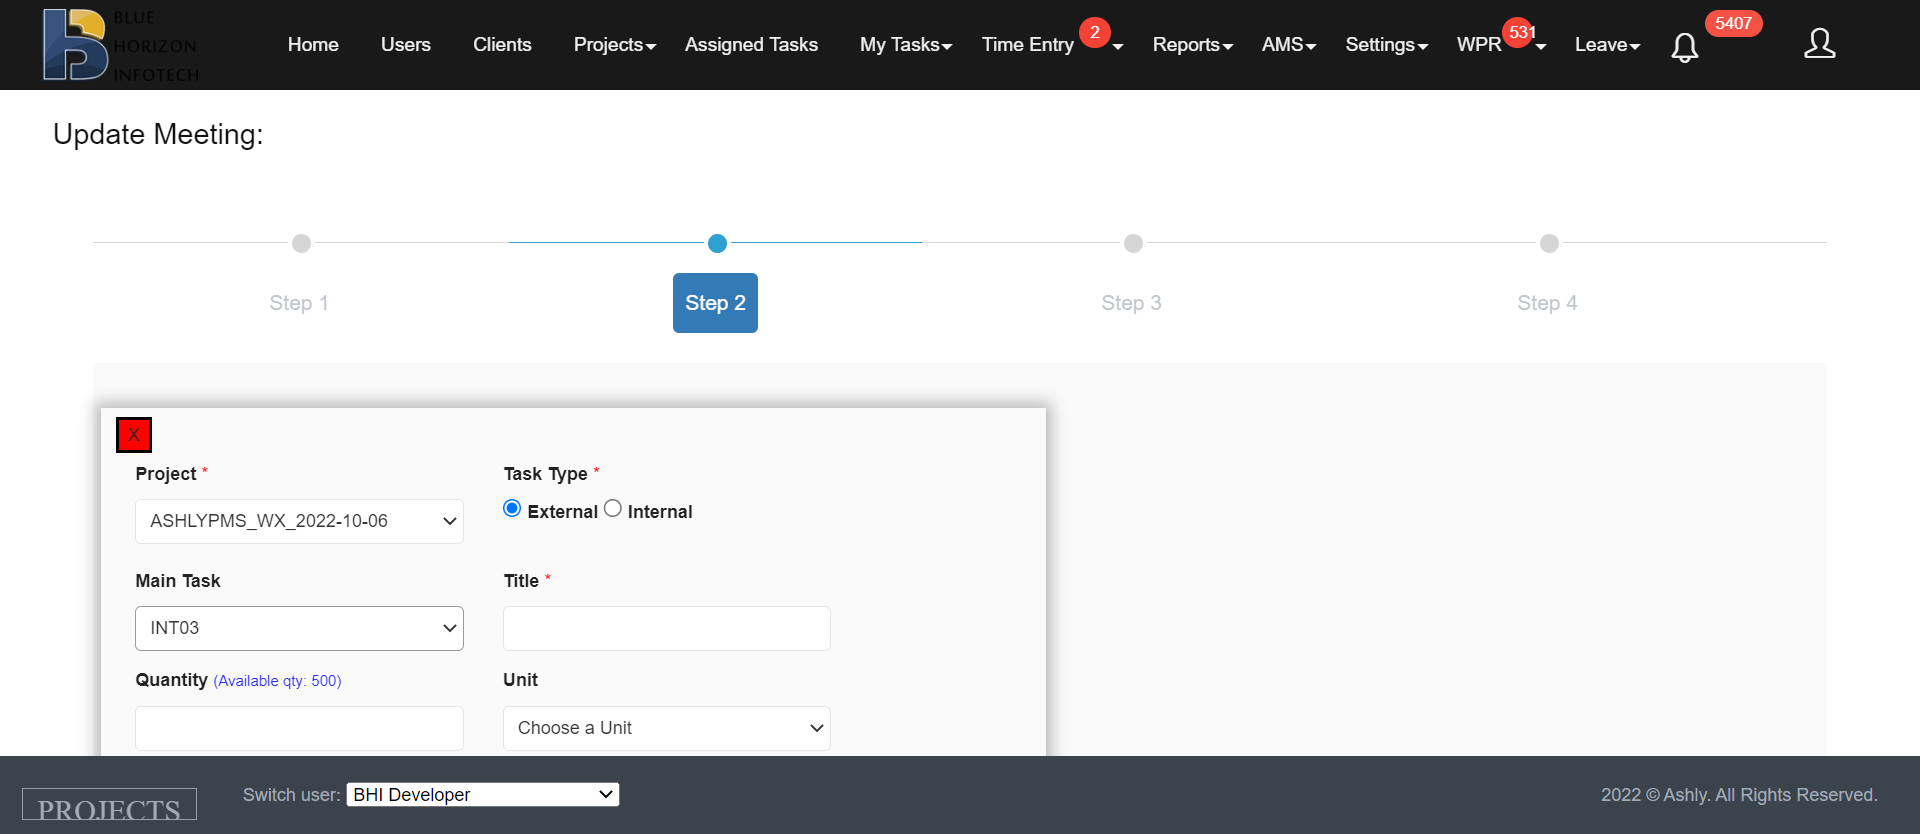 BLUE
HORIZON
INFOTECH
Home Users Clients Projects Assigned Tasks My Tasks Time Entry 2 Reports AMS Settings WPR 531 Leave 5407
Update Meeting:
Step 1 Step 2 Step 3 Step 4
X
Project * Task Type *
ASHLYPMS_WX_2022-10-06 External Internal
Main Task Title *
INT03
Quantity (Available qty: 500) Unit
Choose a Unit
PROJECTS Switch user: BHI Developer 2022 © Ashly. All Rights Reserved.